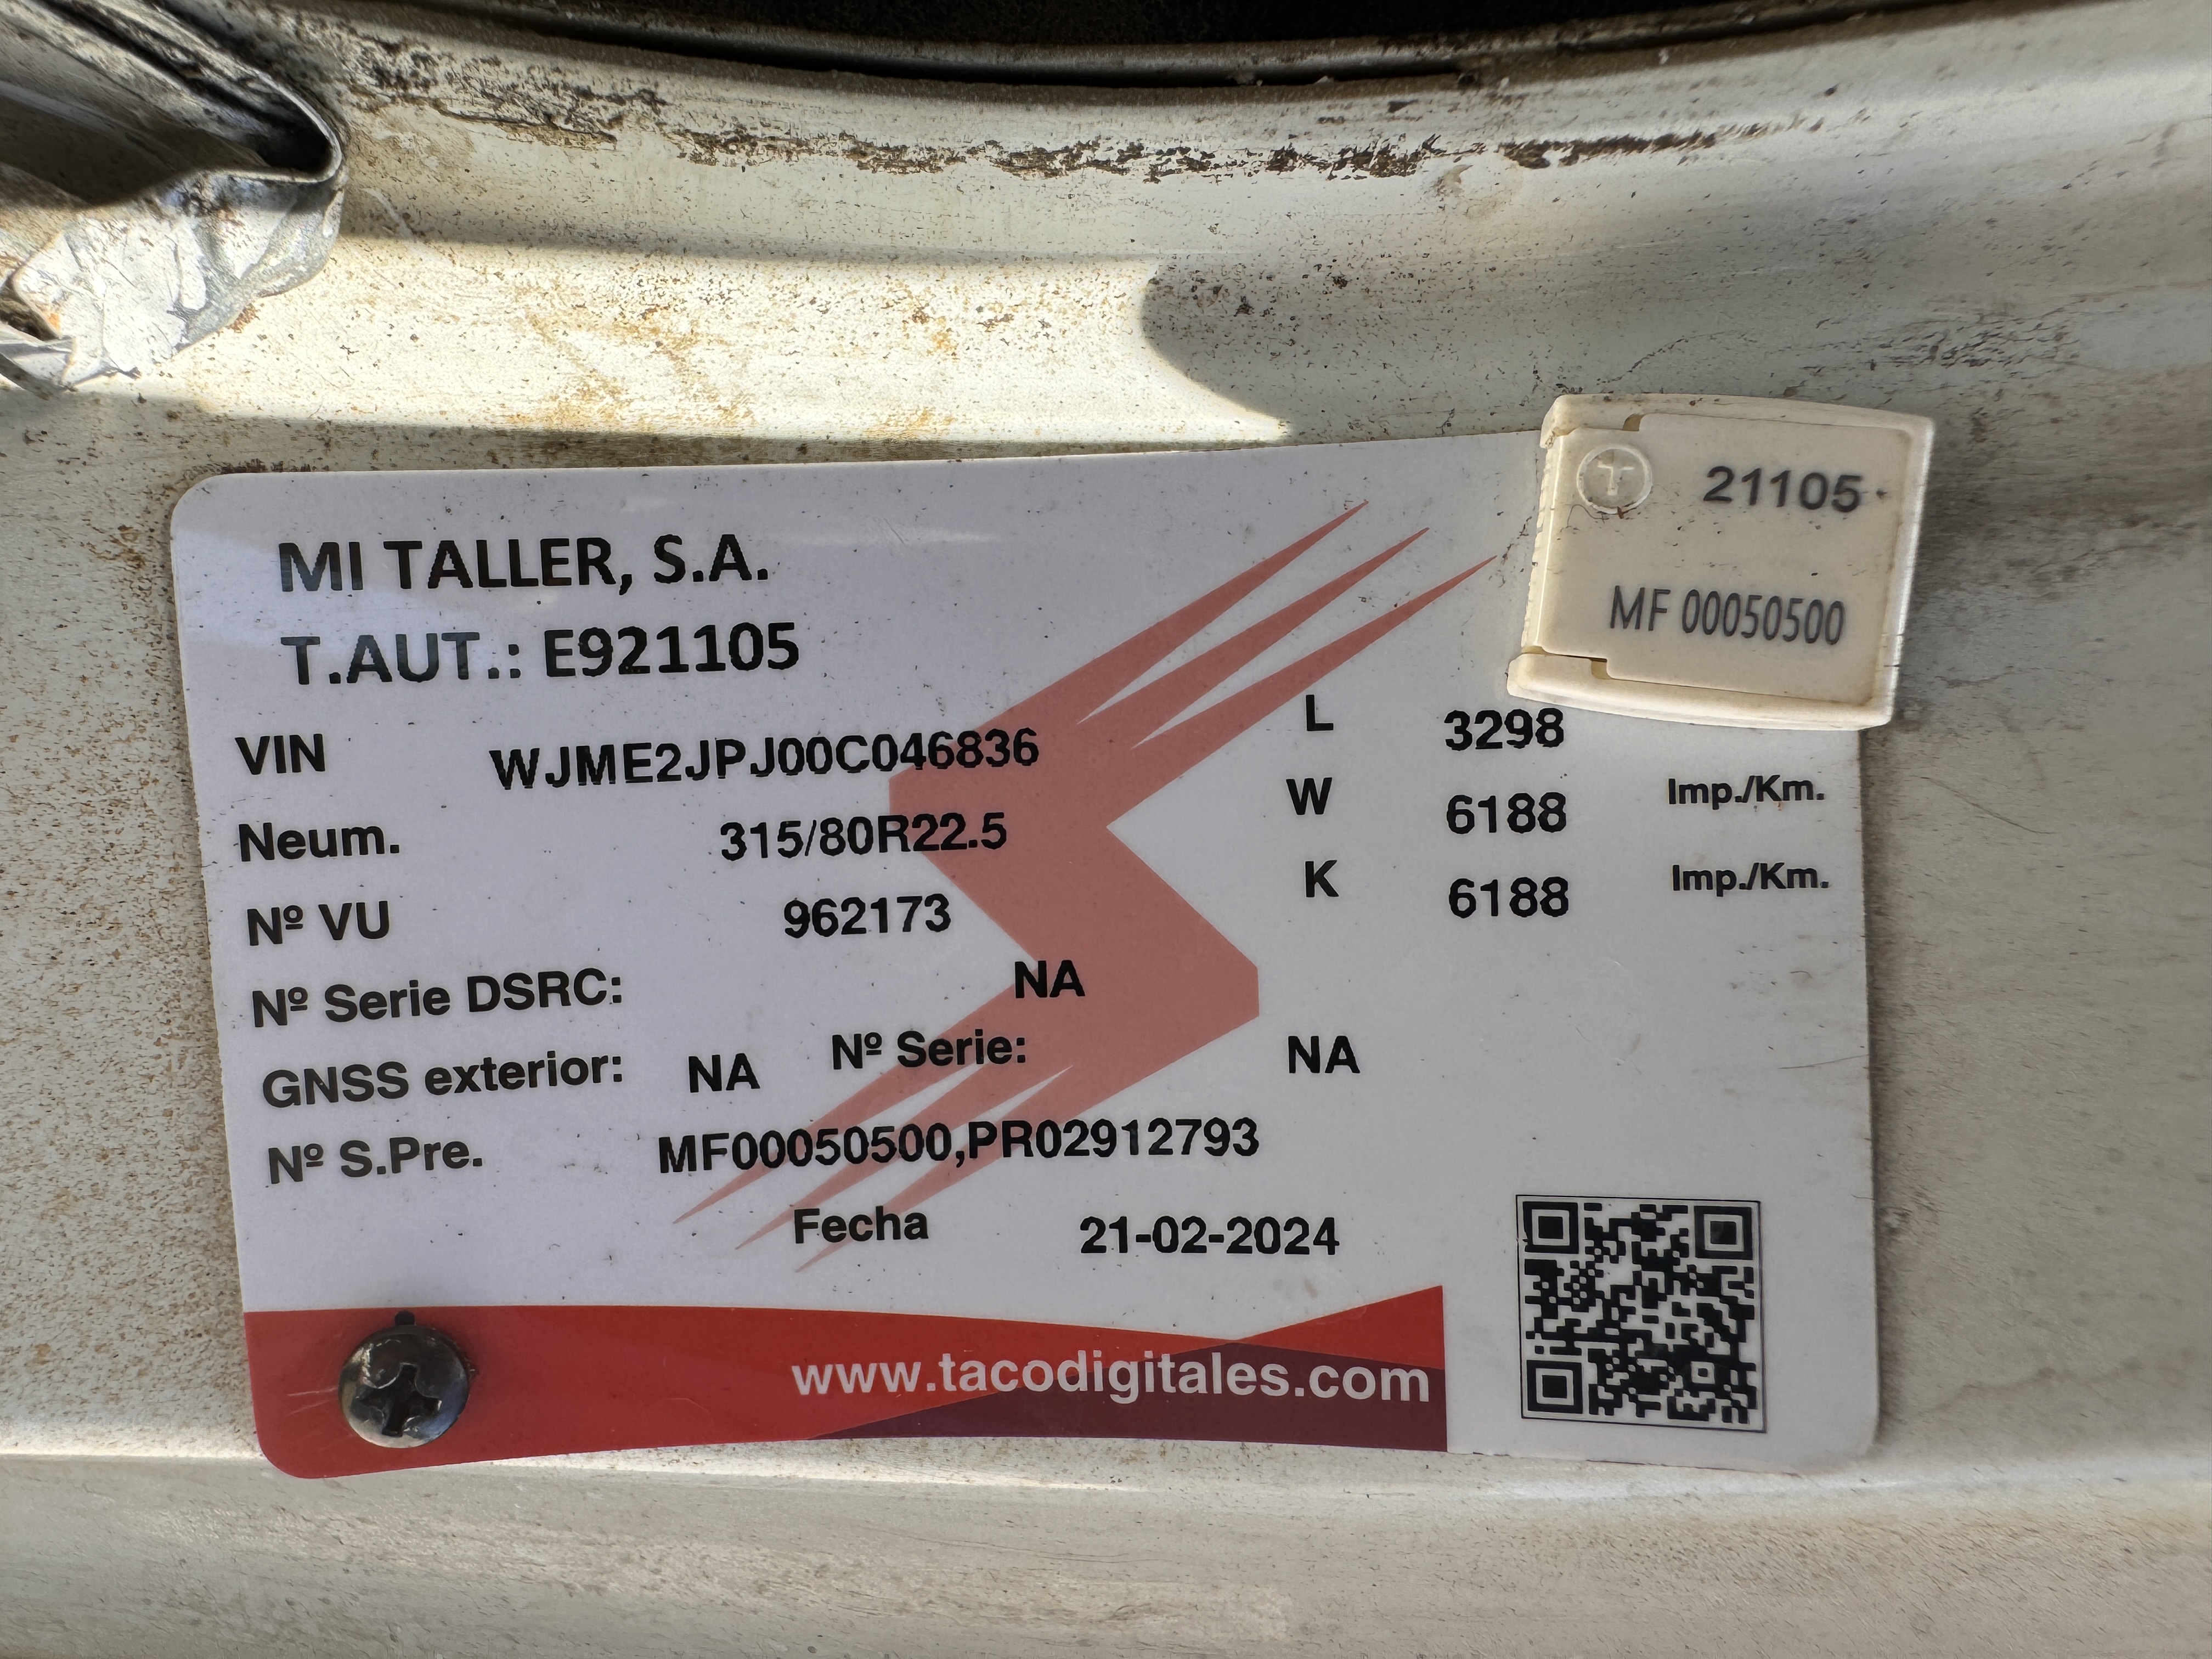 MI TALLER, S.A.
T.AUT.: E921105
T 21105
MF 00050500
VIN WJME2JPJ00C046836
L 3298
Neum. 315/80R22.5
W 6188 Imp./Km.
Nº VU 962173
K 6188 Imp./Km.
Nº Serie DSRC: NA
GNSS exterior: NA Nº Serie: NA
Nº S.Pre. MF00050500,PR02912793
Fecha 21-02-2024
www.tacodigitales.com